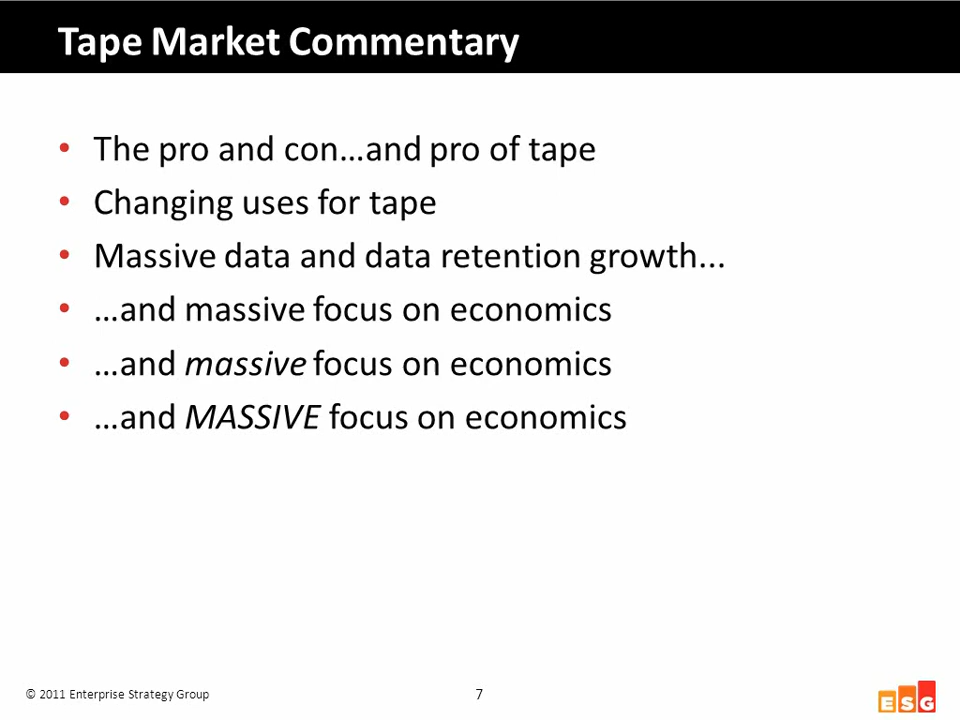 Tape Market Commentary
• The pro and con…and pro of tape
• Changing uses for tape
• Massive data and data retention growth...
• …and massive focus on economics
• …and massive focus on economics
• …and MASSIVE focus on economics
© 2011 Enterprise Strategy Group
7
ESG